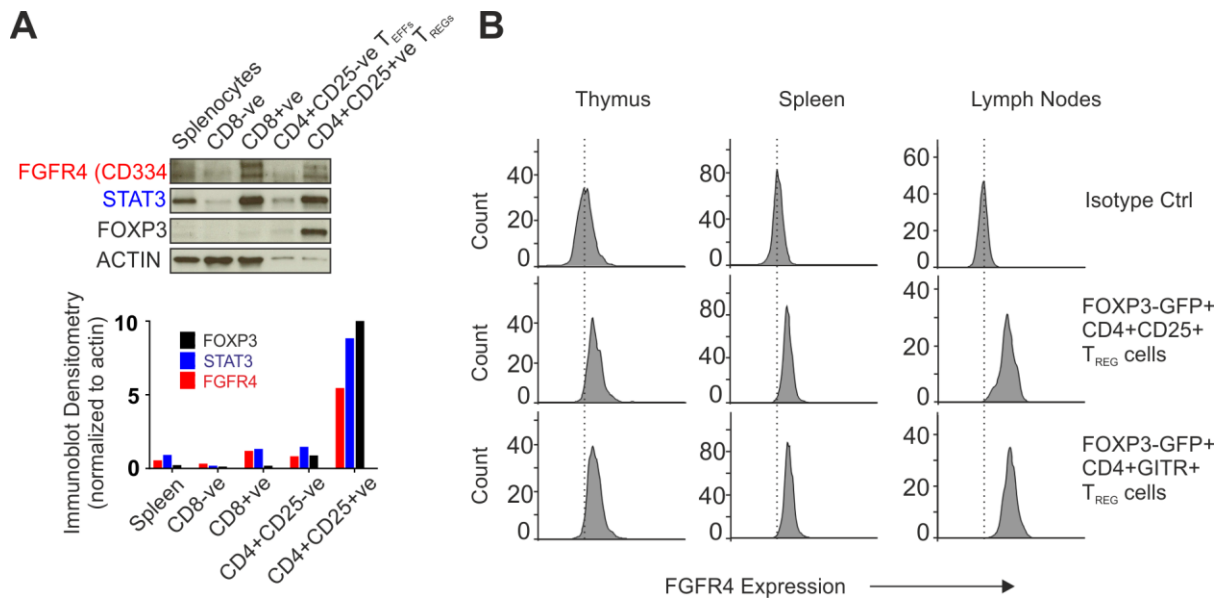 A
Splenocytes
CD8-ve
CD8+ve
CD4+CD25-ve TEFFs
CD4+CD25+ve TREGs
FGFR4 (CD334
STAT3
FOXP3
ACTIN
Immunoblot Densitometry
(normalized to actin)
10
5
0
FOXP3
STAT3
FGFR4
Spleen
CD8-ve
CD8+ve
CD4+CD25-ve
CD4+CD25+ve
B
Thymus
Spleen
Lymph Nodes
Count
40
20
0
80
40
0
60
40
20
0
Isotype Ctrl
Count
40
20
0
80
40
0
40
20
0
FOXP3-GFP+
CD4+CD25+
TREG cells
Count
40
20
0
80
40
0
40
20
0
FOXP3-GFP+
CD4+GITR+
TREG cells
FGFR4 Expression